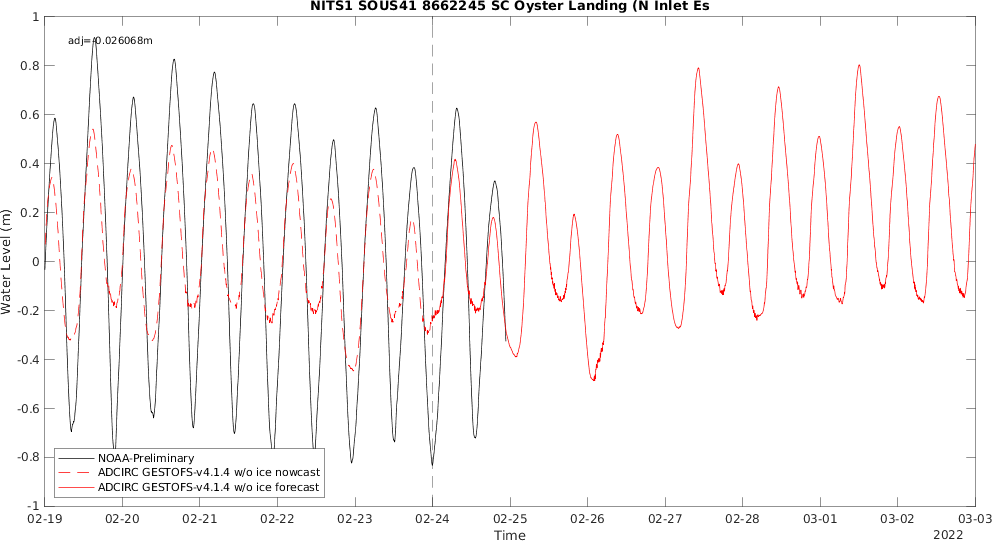 NITS1 SOUS41 8662245 SC Oyster Landing (N Inlet Es
adj=-0.026068m
1
0.8
0.6
0.4
0.2
0
-0.2
-0.4
-0.6
-0.8
-1
Water Level (m)
NOAA-Preliminary
ADCIRC GESTOFS-v4.1.4 w/o ice nowcast
ADCIRC GESTOFS-v4.1.4 w/o ice forecast
02-19 02-20 02-21 02-22 02-23 02-24 02-25 02-26 02-27 02-28 03-01 03-02 03-03
Time
2022